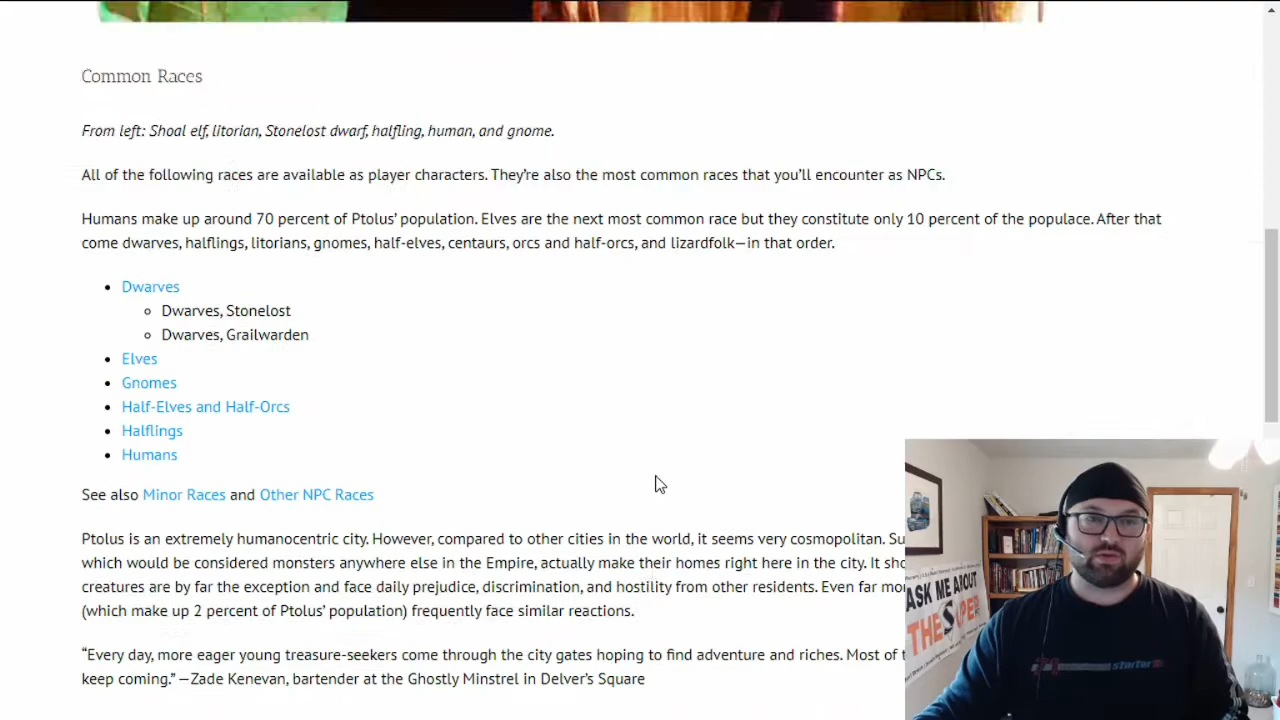 Common Races
From left: Shoal elf, litorian, Stonelost dwarf, halfling, human, and gnome.
All of the following races are available as player characters. They're also the most common races that you'll encounter as NPCs.
Humans make up around 70 percent of Ptolus' population. Elves are the next most common race but they constitute only 10 percent of the populace. After that
come dwarves, halflings, litorians, gnomes, half-elves, centaurs, orcs and half-orcs, and lizardfolk—in that order.
Dwarves
Dwarves, Stonelost
Dwarves, Grailwarden
Elves
Gnomes
Half-Elves and Half-Orcs
Halflings
Humans
See also Minor Races and Other NPC Races
Ptolus is an extremely humanocentric city. However, compared to other cities in the world, it seems very cosmopolitan.
which would be considered monsters anywhere else in the Empire, actually make their homes right here in the city. It
creatures are by far the exception and face daily prejudice, discrimination, and hostility from other residents. Even far
(which make up 2 percent of Ptolus' population) frequently face similar reactions.
“Every day, more eager young treasure-seekers come through the city gates hoping to find adventure and riches. Most of
keep coming.” —Zade Kenevan, bartender at the Ghostly Minstrel in Delver's Square
ASK ME ABOUT
THE
starter